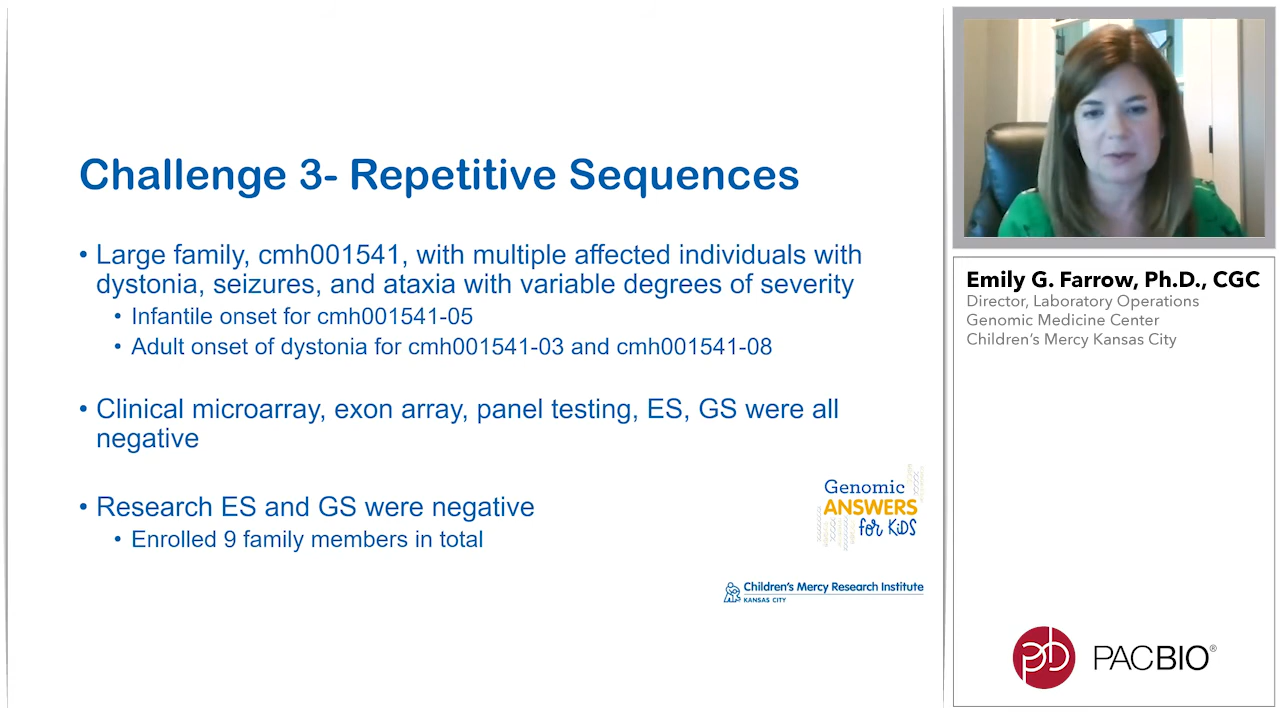 Challenge 3- Repetitive Sequences
• Large family, cmh001541, with multiple affected individuals with
dystonia, seizures, and ataxia with variable degrees of severity
• Infantile onset for cmh001541-05
• Adult onset of dystonia for cmh001541-03 and cmh001541-08
• Clinical microarray, exon array, panel testing, ES, GS were all
negative
• Research ES and GS were negative
• Enrolled 9 family members in total
Genomic
ANSWERS
for KiDS
Children's Mercy Research Institute
KANSAS CITY
Emily G. Farrow, Ph.D., CGC
Director, Laboratory Operations
Genomic Medicine Center
Children's Mercy Kansas City
pb PACBIO®